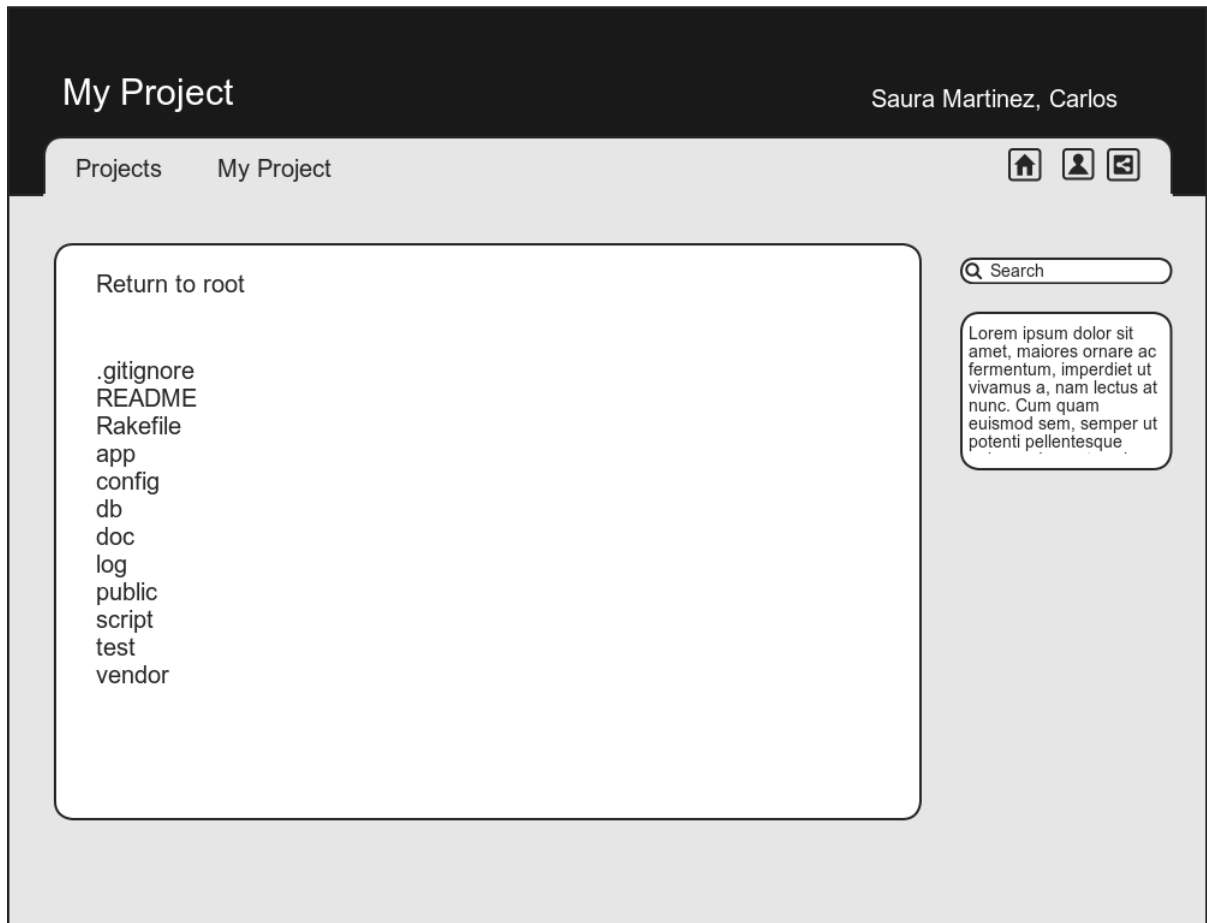 My Project
Saura Martinez, Carlos
Projects
My Project
Return to root
.gitignore
README
Rakefile
app
config
db
doc
log
public
script
test
vendor
Search
Lorem ipsum dolor sit
amet, maiores ornare ac
fermentum, imperdiet ut
vivamus a, nam lectus at
nunc. Cum quam
euismod sem, semper ut
potenti pellentesque